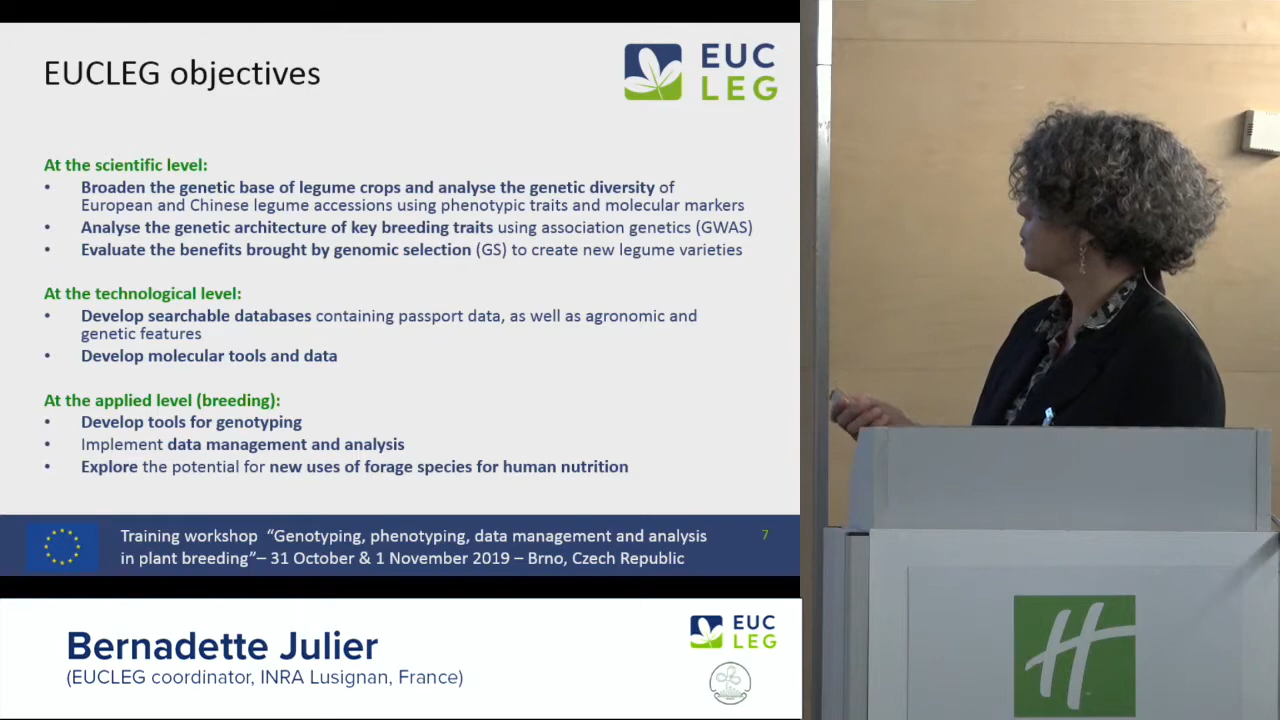 EUCLEG objectives
EUC
LEG
At the scientific level:
• Broaden the genetic base of legume crops and analyse the genetic diversity of
European and Chinese legume accessions using phenotypic traits and molecular markers
• Analyse the genetic architecture of key breeding traits using association genetics (GWAS)
• Evaluate the benefits brought by genomic selection (GS) to create new legume varieties
At the technological level:
• Develop searchable databases containing passport data, as well as agronomic and
genetic features
• Develop molecular tools and data
At the applied level (breeding):
• Develop tools for genotyping
• Implement data management and analysis
• Explore the potential for new uses of forage species for human nutrition
Training workshop “Genotyping, phenotyping, data management and analysis
in plant breeding”– 31 October & 1 November 2019 – Brno, Czech Republic
7
Bernadette Julier
(EUCLEG coordinator, INRA Lusignan, France)
EUC
LEG
H